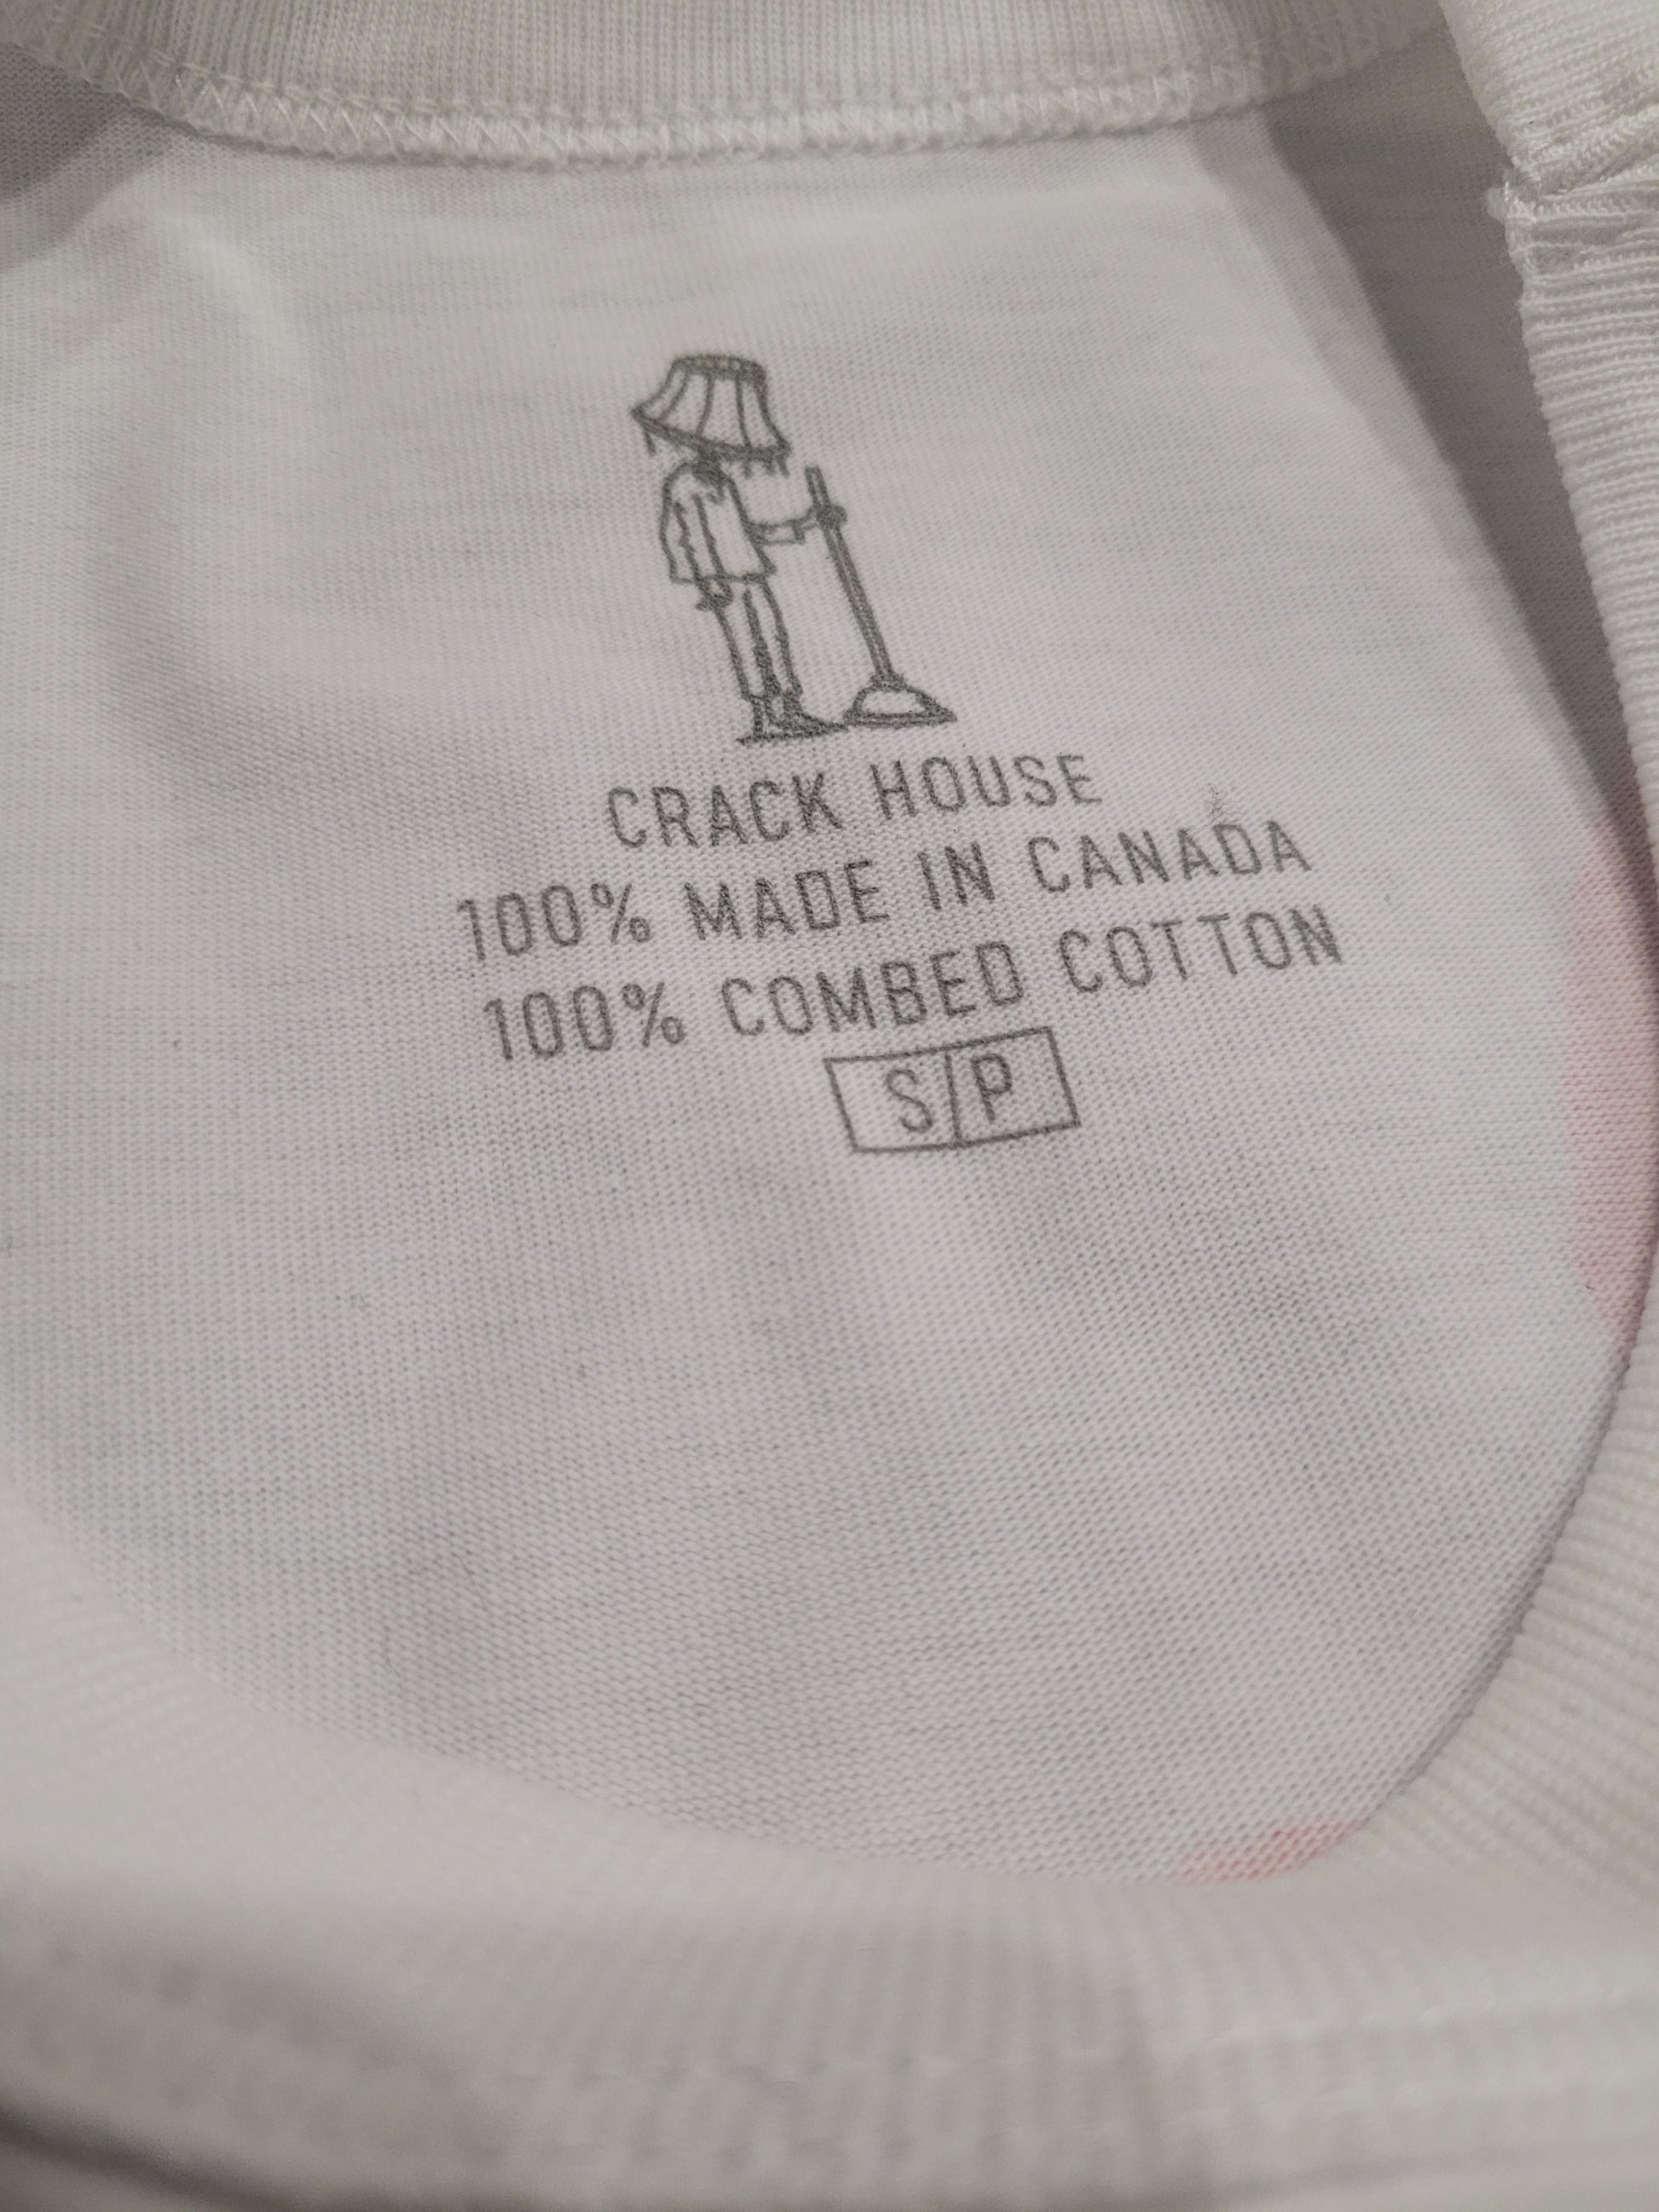 CRACK HOUSE
100% MADE IN CANADA
100% COMBED COTTON
S/P